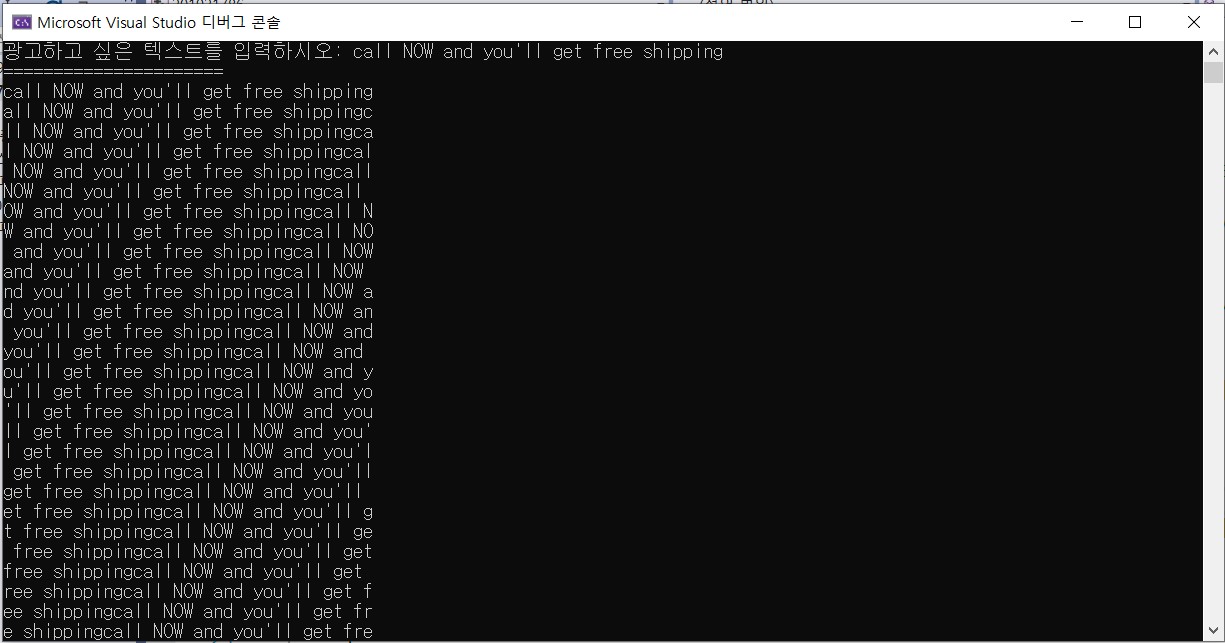 Microsoft Visual Studio 디버그 콘솔
광고하고 싶은 텍스트를 입력하시오: call NOW and you'll get free shipping
======================
call NOW and you'll get free shipping
all NOW and you'll get free shippingc
ll NOW and you'll get free shippingca
l NOW and you'll get free shippingcal
 NOW and you'll get free shippingcall
NOW and you'll get free shippingcall 
OW and you'll get free shippingcall N
W and you'll get free shippingcall NO
 and you'll get free shippingcall NOW
and you'll get free shippingcall NOW 
nd you'll get free shippingcall NOW a
d you'll get free shippingcall NOW an
 you'll get free shippingcall NOW and
you'll get free shippingcall NOW and 
ou'll get free shippingcall NOW and y
u'll get free shippingcall NOW and yo
'll get free shippingcall NOW and you
ll get free shippingcall NOW and you'
l get free shippingcall NOW and you'l
 get free shippingcall NOW and you'll
get free shippingcall NOW and you'll 
et free shippingcall NOW and you'll g
t free shippingcall NOW and you'll ge
 free shippingcall NOW and you'll get
free shippingcall NOW and you'll get 
ree shippingcall NOW and you'll get f
ee shippingcall NOW and you'll get fr
e shippingcall NOW and you'll get fre